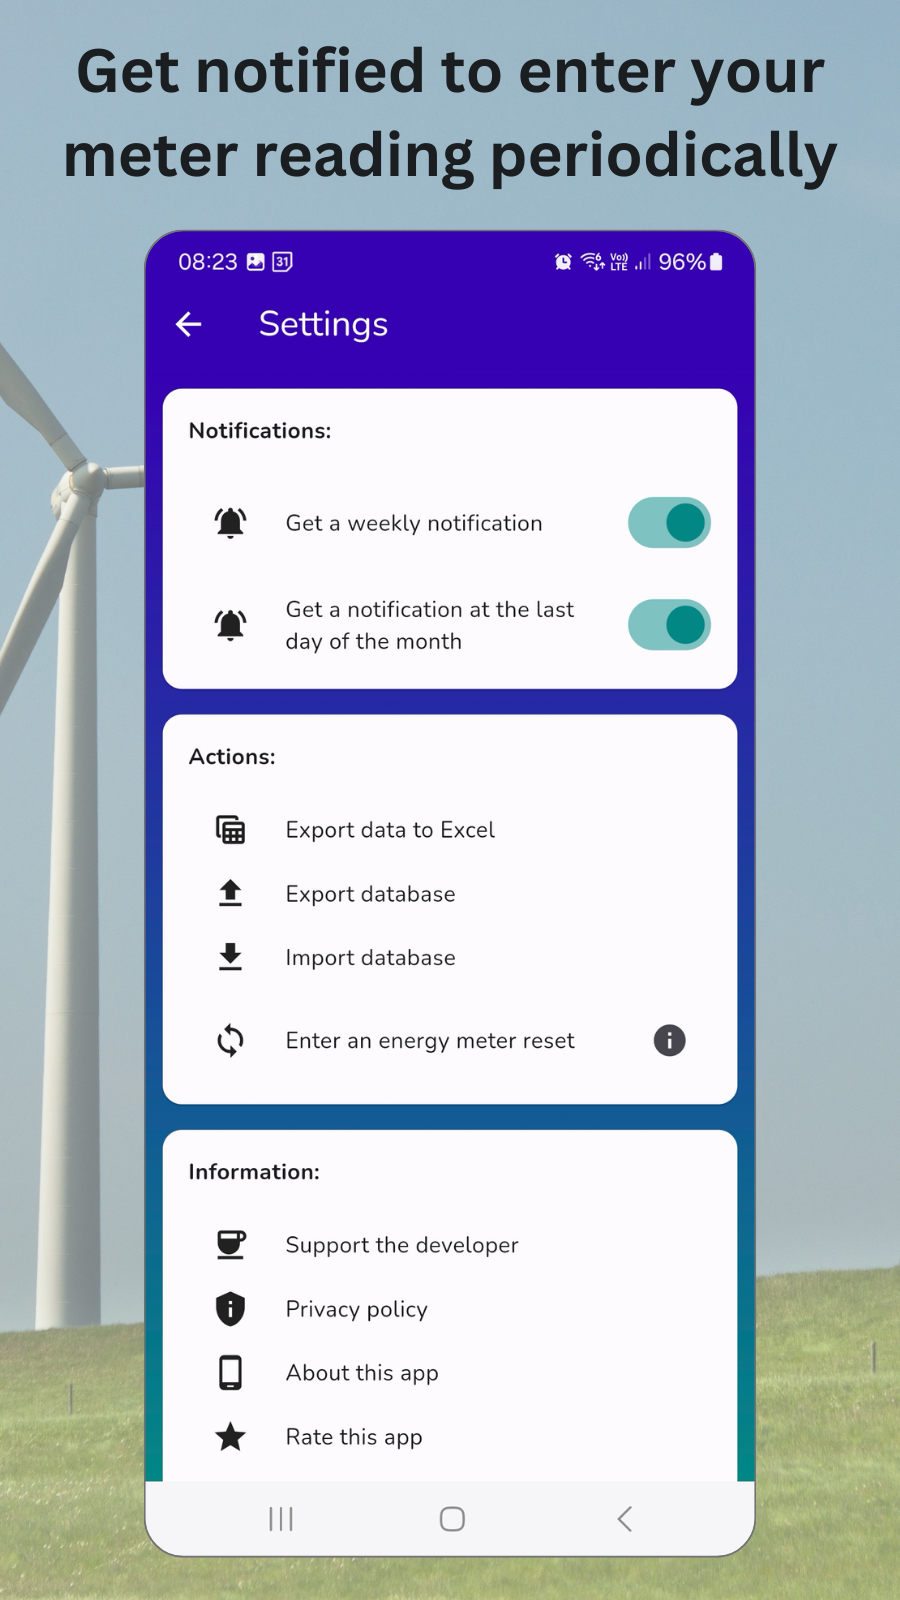 Get notified to enter your
meter reading periodically
08:23 31 Vo)) LTE 96%
Settings
Notifications:
Get a weekly notification
Get a notification at the last
day of the month
Actions:
Export data to Excel
Export database
Import database
Enter an energy meter reset
Information:
Support the developer
Privacy policy
About this app
Rate this app